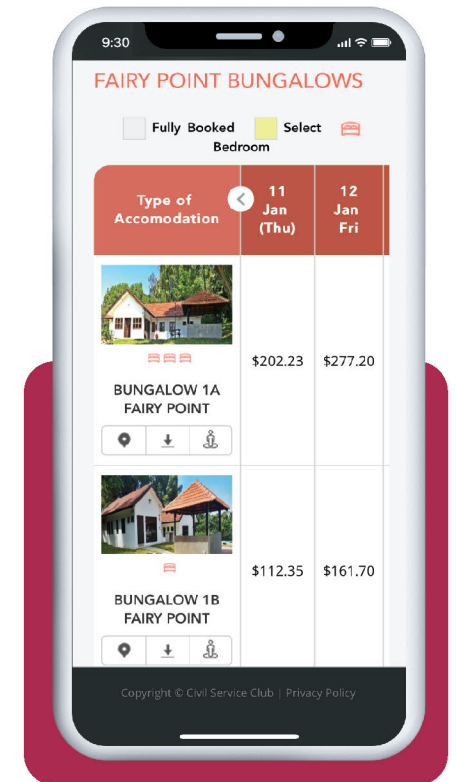 9:30
FAIRY POINT BUNGALOWS
Fully Booked
Select
Bedroom
Type of
Accomodation
11
Jan
(Thu)
12
Jan
Fri
BUNGALOW 1A
FAIRY POINT
$202.23
$277.20
BUNGALOW 1B
FAIRY POINT
$112.35
$161.70
Copyright © Civil Service Club | Privacy Policy